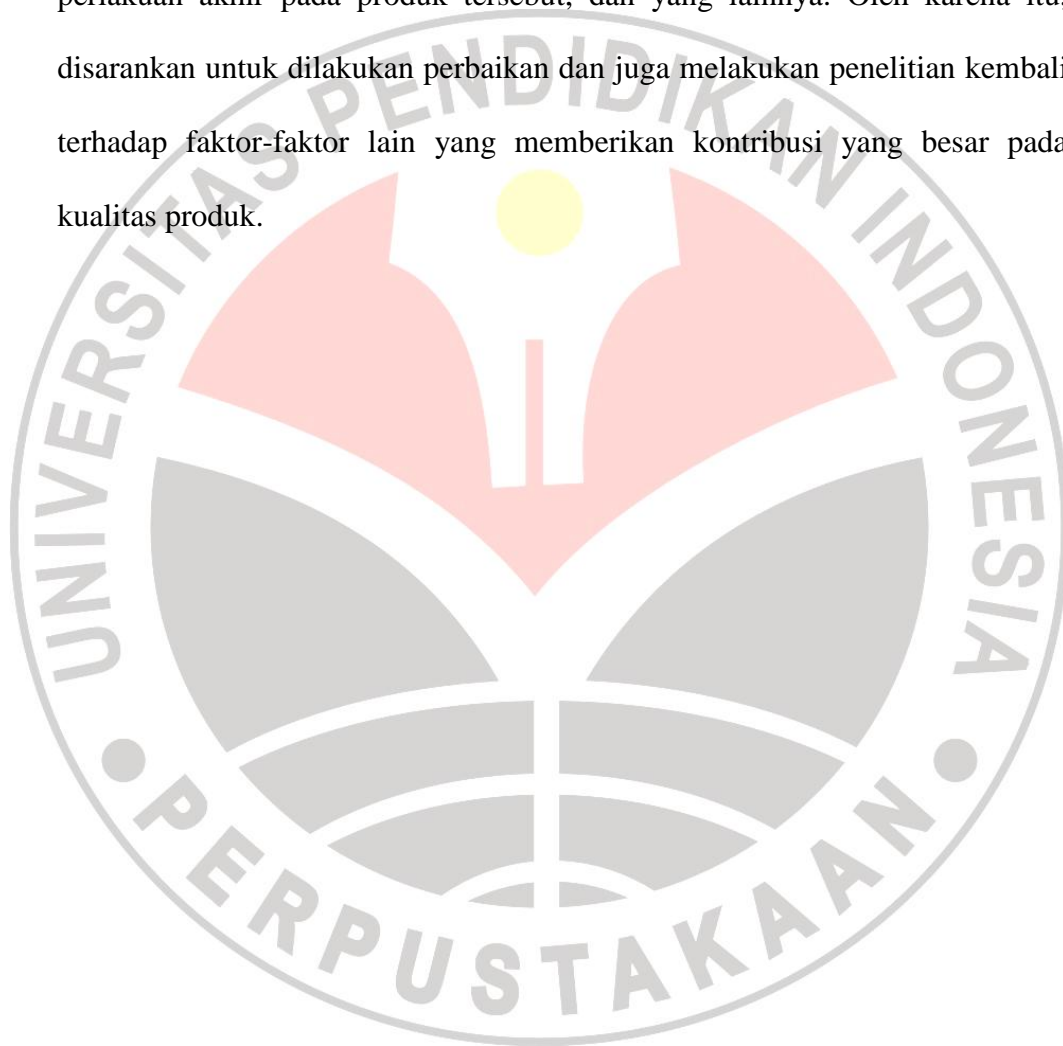 perlakuan akhir pada produk tersebut, dan yang lainnya. Oleh karena itu,
disarankan untuk dilakukan perbaikan dan juga melakukan penelitian kembali
terhadap faktor-faktor lain yang memberikan kontribusi yang besar pada
kualitas produk.
UNIVERSITAS PENDIDIKAN INDONESIA
PERPUSTAKAAN